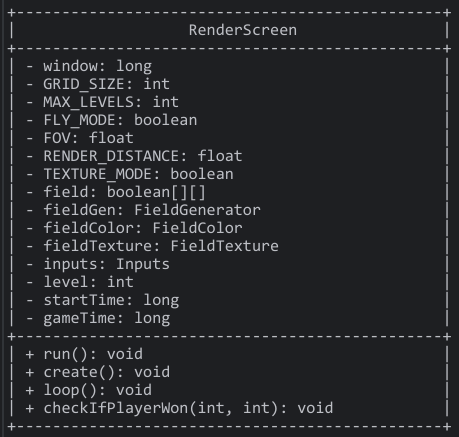 RenderScreen
- window: long
- GRID_SIZE: int
- MAX_LEVELS: int
- FLY_MODE: boolean
- FOV: float
- RENDER_DISTANCE: float
- TEXTURE_MODE: boolean
- field: boolean[][]
- fieldGen: FieldGenerator
- fieldColor: FieldColor
- fieldTexture: FieldTexture
- inputs: Inputs
- level: int
- startTime: long
- gameTime: long
+ run(): void
+ create(): void
+ loop(): void
+ checkIfPlayerWon(int, int): void